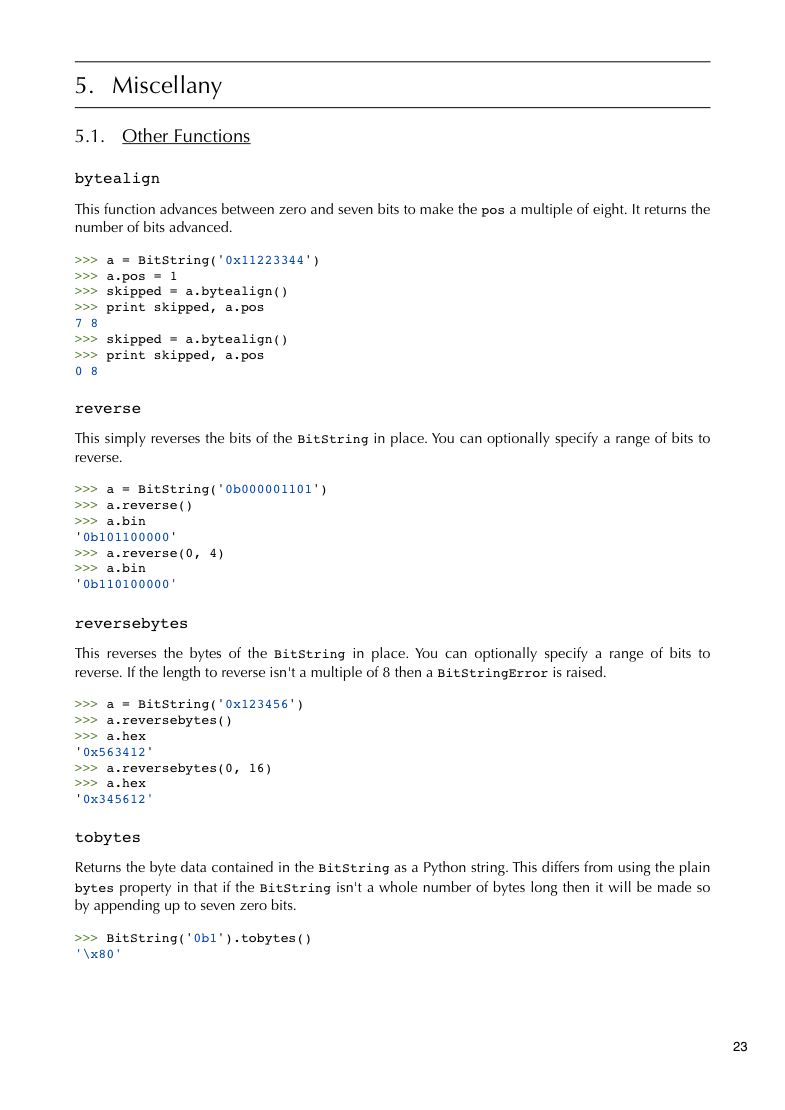 5. Miscellany
5.1. Other Functions
bytealign
This function advances between zero and seven bits to make the pos a multiple of eight. It returns the
number of bits advanced.
>>> a = BitString('0x11223344')
>>> a.pos = 1
>>> skipped = a.bytealign()
>>> print skipped, a.pos
7 8
>>> skipped = a.bytealign()
>>> print skipped, a.pos
0 8
reverse
This simply reverses the bits of the BitString in place. You can optionally specify a range of bits to
reverse.
>>> a = BitString('0b000001101')
>>> a.reverse()
>>> a.bin
'0b101100000'
>>> a.reverse(0, 4)
>>> a.bin
'0b110100000'
reversebytes
This reverses the bytes of the BitString in place. You can optionally specify a range of bits to
reverse. If the length to reverse isn't a multiple of 8 then a BitStringError is raised.
>>> a = BitString('0x123456')
>>> a.reversebytes()
>>> a.hex
'0x563412'
>>> a.reversebytes(0, 16)
>>> a.hex
'0x345612'
tobytes
Returns the byte data contained in the BitString as a Python string. This differs from using the plain
bytes property in that if the BitString isn't a whole number of bytes long then it will be made so
by appending up to seven zero bits.
>>> BitString('0b1').tobytes()
'\x80'
23